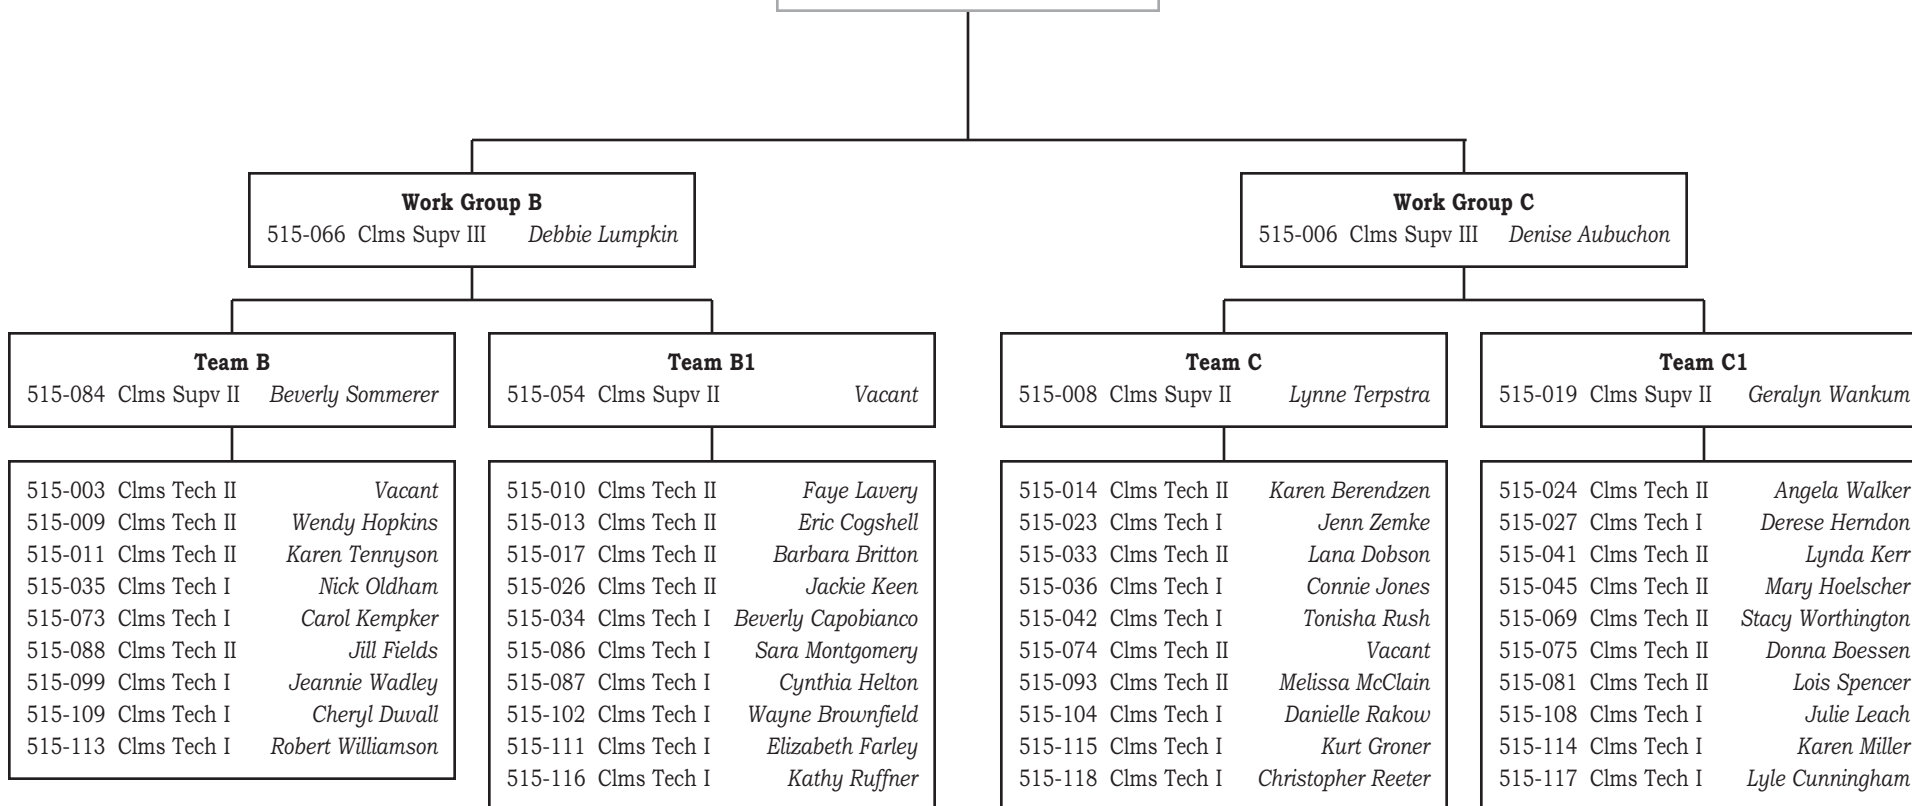 Work Group B
515-066 Clms Supv III Debbie Lumpkin
Work Group C
515-006 Clms Supv III Denise Aubuchon
Team B
515-084 Clms Supv II Beverly Sommerer
Team B1
515-054 Clms Supv II Vacant
Team C
515-008 Clms Supv II Lynne Terpstra
Team C1
515-019 Clms Supv II Geralyn Wankum
515-003 Clms Tech II Vacant
515-009 Clms Tech II Wendy Hopkins
515-011 Clms Tech II Karen Tennyson
515-035 Clms Tech I Nick Oldham
515-073 Clms Tech I Carol Kempker
515-088 Clms Tech II Jill Fields
515-099 Clms Tech I Jeannie Wadley
515-109 Clms Tech I Cheryl Duvall
515-113 Clms Tech I Robert Williamson
515-010 Clms Tech II Faye Lavery
515-013 Clms Tech II Eric Cogshell
515-017 Clms Tech II Barbara Britton
515-026 Clms Tech II Jackie Keen
515-034 Clms Tech I Beverly Capobianco
515-086 Clms Tech I Sara Montgomery
515-087 Clms Tech I Cynthia Helton
515-102 Clms Tech I Wayne Brownfield
515-111 Clms Tech I Elizabeth Farley
515-116 Clms Tech I Kathy Ruffner
515-014 Clms Tech II Karen Berendzen
515-023 Clms Tech I Jenn Zemke
515-033 Clms Tech II Lana Dobson
515-036 Clms Tech I Connie Jones
515-042 Clms Tech I Tonisha Rush
515-074 Clms Tech II Vacant
515-093 Clms Tech II Melissa McClain
515-104 Clms Tech I Danielle Rakow
515-115 Clms Tech I Kurt Groner
515-118 Clms Tech I Christopher Reeter
515-024 Clms Tech II Angela Walker
515-027 Clms Tech I Derese Herndon
515-041 Clms Tech II Lynda Kerr
515-045 Clms Tech II Mary Hoelscher
515-069 Clms Tech II Stacy Worthington
515-075 Clms Tech II Donna Boessen
515-081 Clms Tech II Lois Spencer
515-108 Clms Tech I Julie Leach
515-114 Clms Tech I Karen Miller
515-117 Clms Tech I Lyle Cunningham